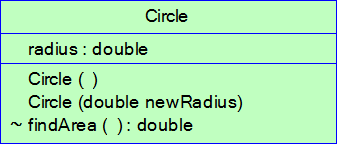 Circle
radius : double
Circle ( )
Circle (double newRadius)
~ findArea ( ) : double